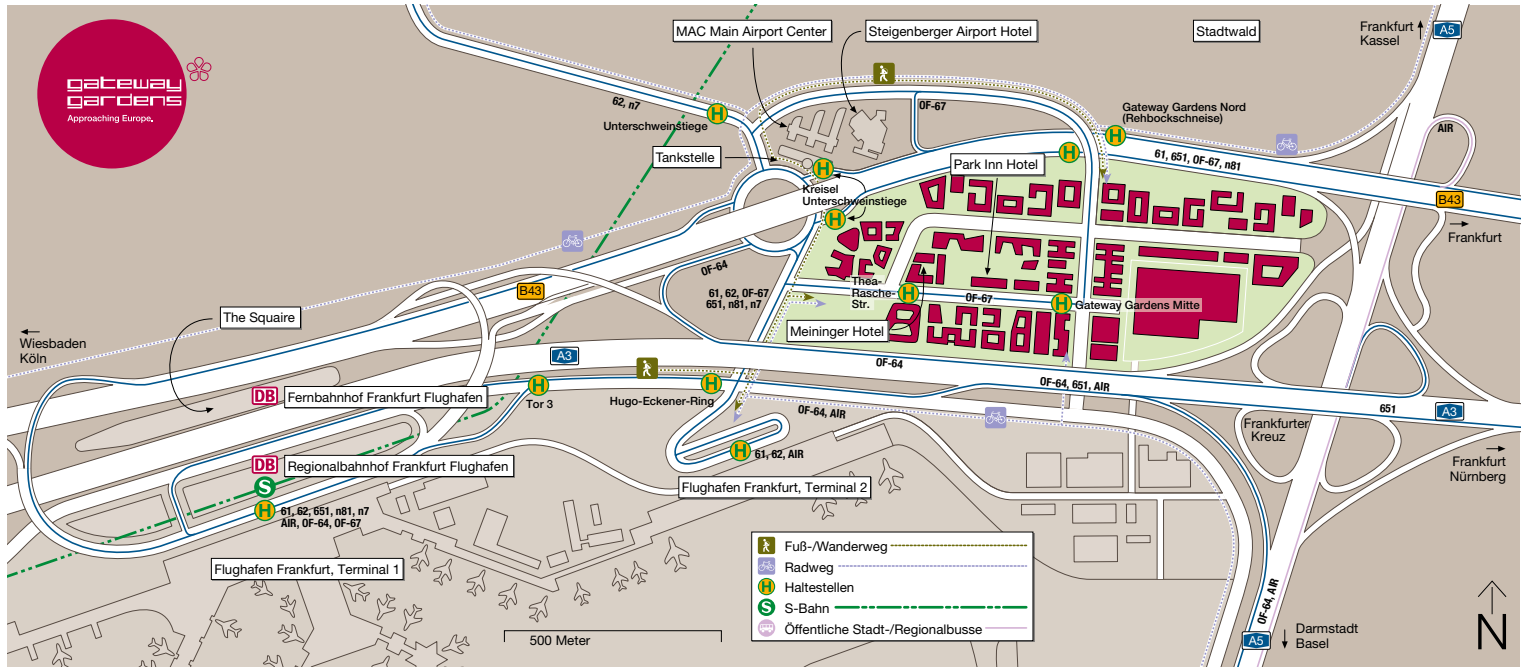 gateway
gardens
Approaching Europe.
MAC Main Airport Center
Steigenberger Airport Hotel
Stadtwald
Frankfurt
Kassel
A5
62, n7
Unterschweinstiege
H
H
OF-67
Gateway Gardens Nord
(Rehbockschneise)
H
AIR
Tankstelle
H
Park Inn Hotel
61, 651, OF-67, n81
Kreisel
Unterschweinstiege
H
B43
Frankfurt
OF-64
B43
61, 62, OF-67
651, n81, n7
Thea-
Rasche-
Str.
H
OF-67
H
Gateway Gardens Mitte
The Squaire
Meininger Hotel
Wiesbaden
Köln
A3
OF-64
OF-64, 651, AIR
651
A3
DB
Fernbahnhof Frankfurt Flughafen
H
Tor 3
H
Hugo-Eckener-Ring
OF-64, AIR
Frankfurter
Kreuz
Frankfurt
Nürnberg
DB
Regionalbahnhof Frankfurt Flughafen
H
61, 62, AIR
S
Flughafen Frankfurt, Terminal 2
H
61, 62, 651, n81, n7
AIR, OF-64, OF-67
Flughafen Frankfurt, Terminal 1
Fuß-/Wanderweg
Radweg
H
Haltestellen
S
S-Bahn
Öffentliche Stadt-/Regionalbusse
500 Meter
OF-64, AIR
A5
Darmstadt
Basel
N